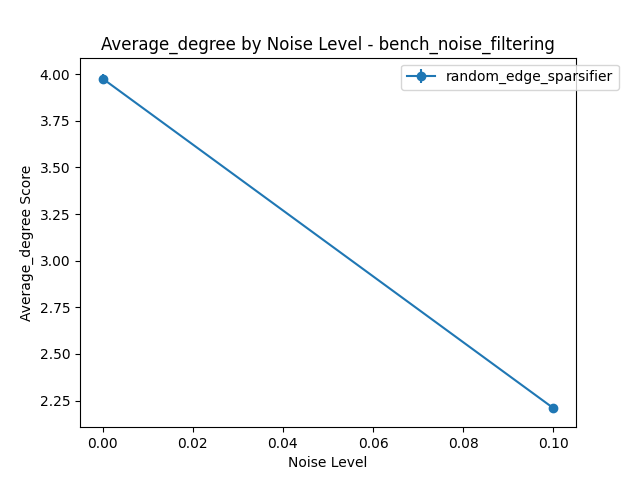 Average_degree by Noise Level - bench_noise_filtering
random_edge_sparsifier
Average_degree Score
4.00
3.75
3.50
3.25
3.00
2.75
2.50
2.25
0.00 0.02 0.04 0.06 0.08 0.10
Noise Level